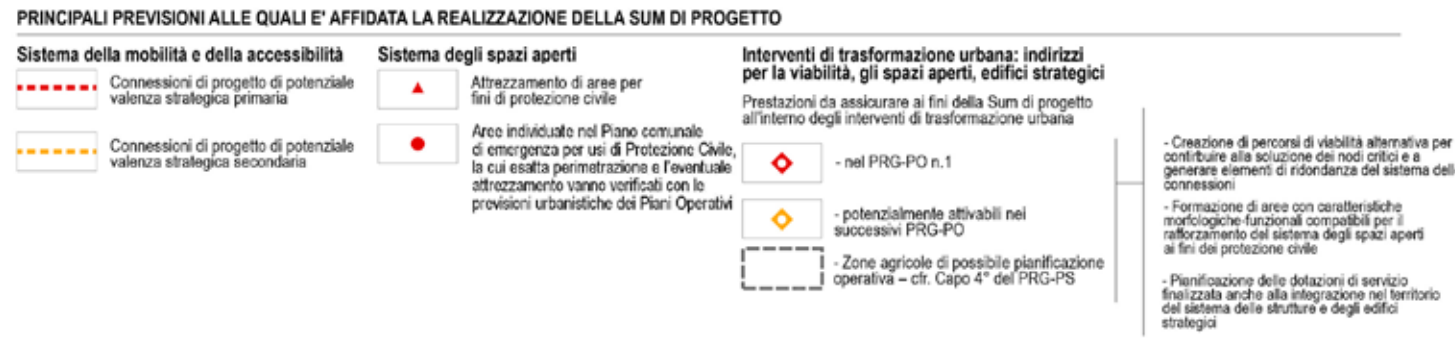 PRINCIPALI PREVISIONI ALLE QUALI E' AFFIDATA LA REALIZZAZIONE DELLA SUM DI PROGETTO
Sistema della mobilità e della accessibilità
Connessioni di progetto di potenziale
valenza strategica primaria
Connessioni di progetto di potenziale
valenza strategica secondaria
Sistema degli spazi aperti
Attrezzamento di aree per
fini di protezione civile
Aree individuate nel Piano comunale
di emergenza per usi di Protezione Civile,
la cui esatta perimetrazione e l'eventuale
attrezzamento vanno verificati con le
previsioni urbanistiche dei Piani Operativi
Interventi di trasformazione urbana: indirizzi
per la viabilità, gli spazi aperti, edifici strategici
Prestazioni da assicurare ai fini della Sum di progetto
all'interno degli interventi di trasformazione urbana
- nel PRG-PO n.1
- potenzialmente attivabili nei
successivi PRG-PO
- Zone agricole di possibile pianificazione
operativa – cfr. Capo 4° del PRG-PS
- Creazione di percorsi di viabilità alternativa per
contirbuire alla soluzione dei nodi critici e a
generare elementi di ridondanza del sistema dell
connessioni
- Formazione di aree con caratteristiche
morfologiche-funzionali compatibili per il
rafforzamento del sistema degli spazi aperti
ai fini dei protezione civile
- Pianificazione delle dotazioni di servizio
finalizzata anche alla integrazione nel territorio
del sistema delle strutture e degli edifici
strategici